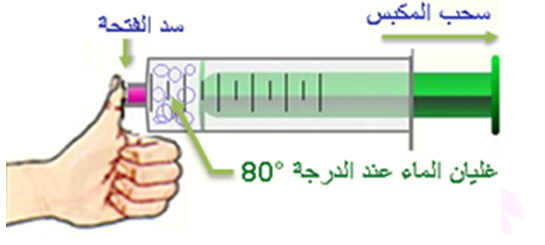 سحب المكبس
سد الفتحة
غليان الماء عند الدرجة °80